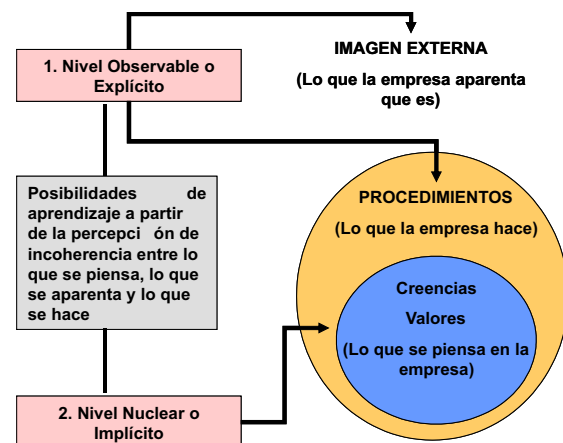 IMAGEN EXTERNA
(Lo que la empresa aparenta
que es)
1. Nivel Observable o
Explícito
Posibilidades de
aprendizaje a partir
de la percepci ón de
incoherencia entre lo
que se piensa, lo que
se aparenta y lo que
se hace
PROCEDIMIENTOS
(Lo que la empresa hace)
Creencias
Valores
(Lo que se piensa en la
empresa)
2. Nivel Nuclear o
Implícito